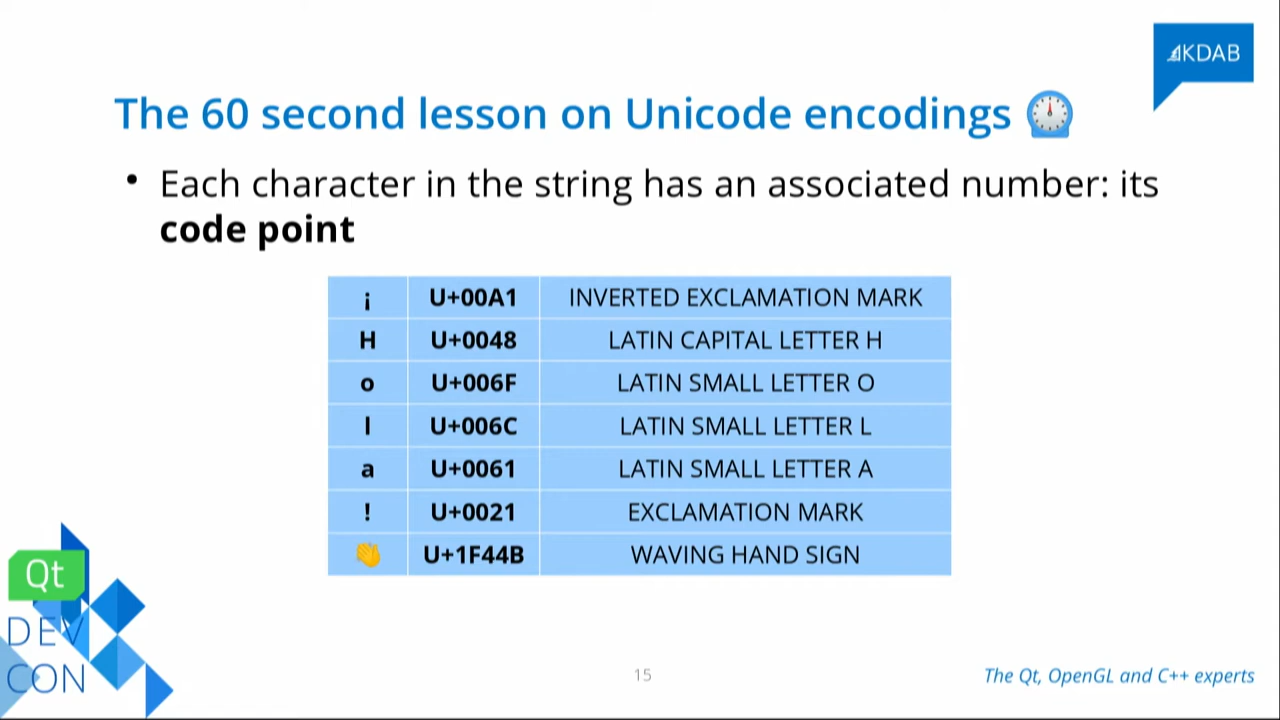 KDAB
The 60 second lesson on Unicode encodings ⏱
• Each character in the string has an associated number: its
code point
¡ U+00A1 INVERTED EXCLAMATION MARK
H U+0048 LATIN CAPITAL LETTER H
o U+006F LATIN SMALL LETTER O
l U+006C LATIN SMALL LETTER L
a U+0061 LATIN SMALL LETTER A
! U+0021 EXCLAMATION MARK
👋 U+1F44B WAVING HAND SIGN
Qt
DEV
CON
15
The Qt, OpenGL and C++ experts